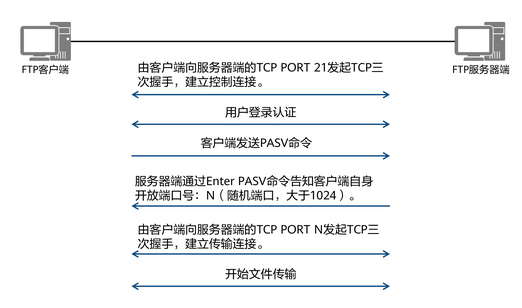 FTP客户端
FTP服务器端
由客户端向服务器端的TCP PORT 21发起TCP三
次握手，建立控制连接。
用户登录认证
客户端发送PASV命令
服务器端通过Enter PASV命令告知客户端自身
开放端口号：N（随机端口，大于1024）。
由客户端向服务器端的TCP PORT N发起TCP三
次握手，建立传输连接。
开始文件传输